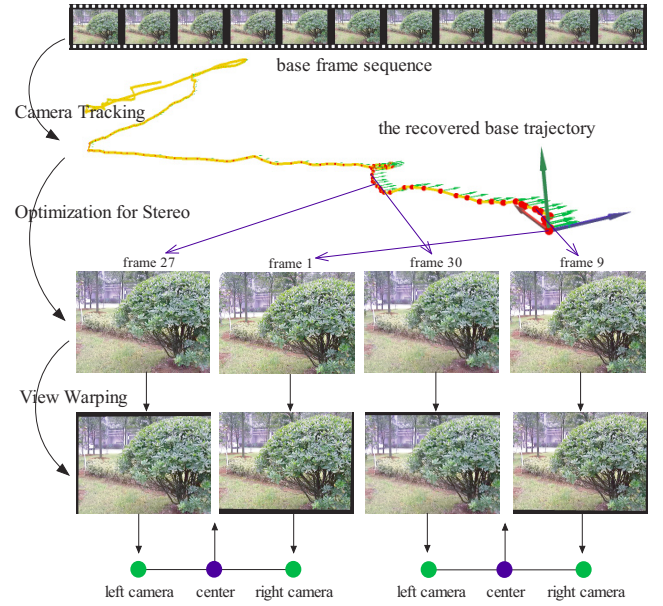 base frame sequence
Camera Tracking
the recovered base trajectory
Optimization for Stereo
frame 27
frame 1
frame 30
frame 9
View Warping
left camera
center
right camera
left camera
center
right camera